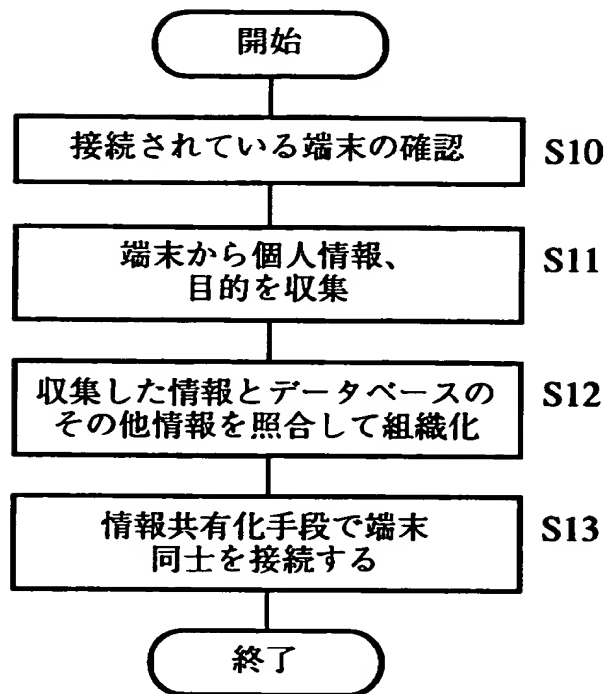 開始
接続されている端末の確認
S10
端末から個人情報、
目的を収集
S11
収集した情報とデータベースの
その他情報を照合して組織化
S12
情報共有化手段で端末
同士を接続する
S13
終了